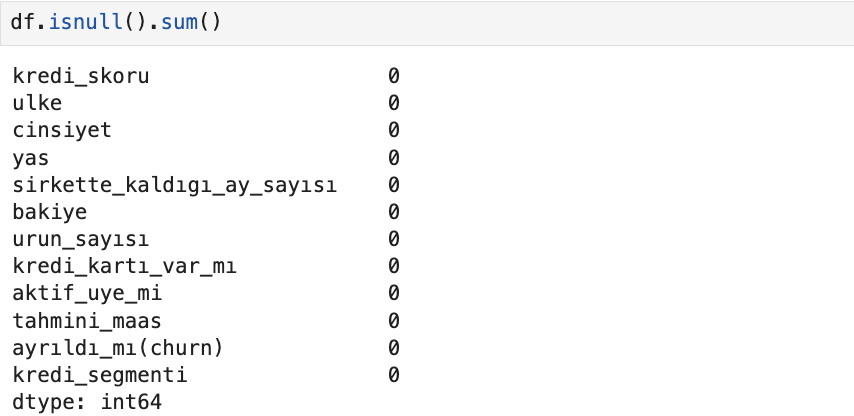 df.isnull().sum()
kredi_skoru 0
ulke 0
cinsiyet 0
yas 0
sirkette_kaldıgı_ay_sayısı 0
bakiye 0
urun_sayısı 0
kredi_kartı_var_mı 0
aktif_uye_mi 0
tahmini_maas 0
ayrıldı_mı(churn) 0
kredi_segmenti 0
dtype: int64